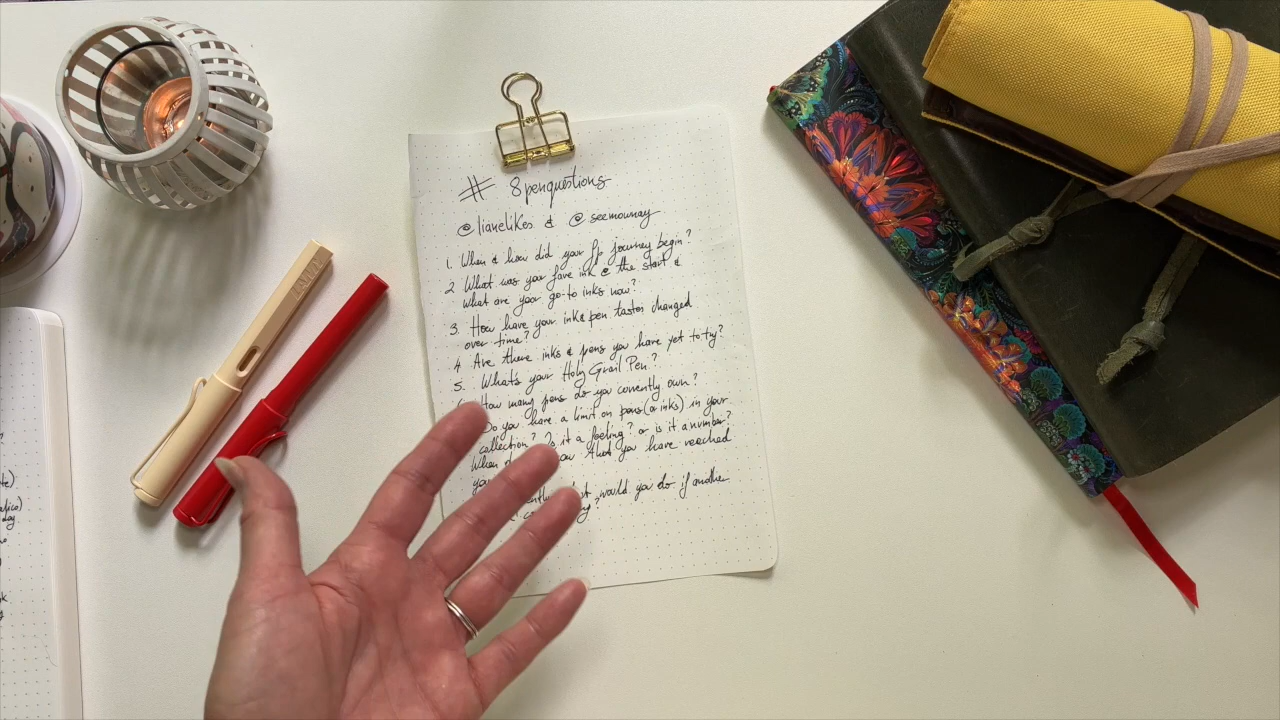 # 8penquestions
@lianelikes & @seemounay
1. When & how did your fp journey begin?
2 What was your fave ink @ the start &
what are your go-to inks now?
3. How have your ink & pen tastes changed
over time?
4 Are there inks & pens you have yet to try?
5. What's your Holy Grail Pen?
How many pens do you currently own?
Do you have a limit on pens (or inks) in your
collection? Is it a feeling? or is it a number?
When that you have reached
would you do if another
LAMY